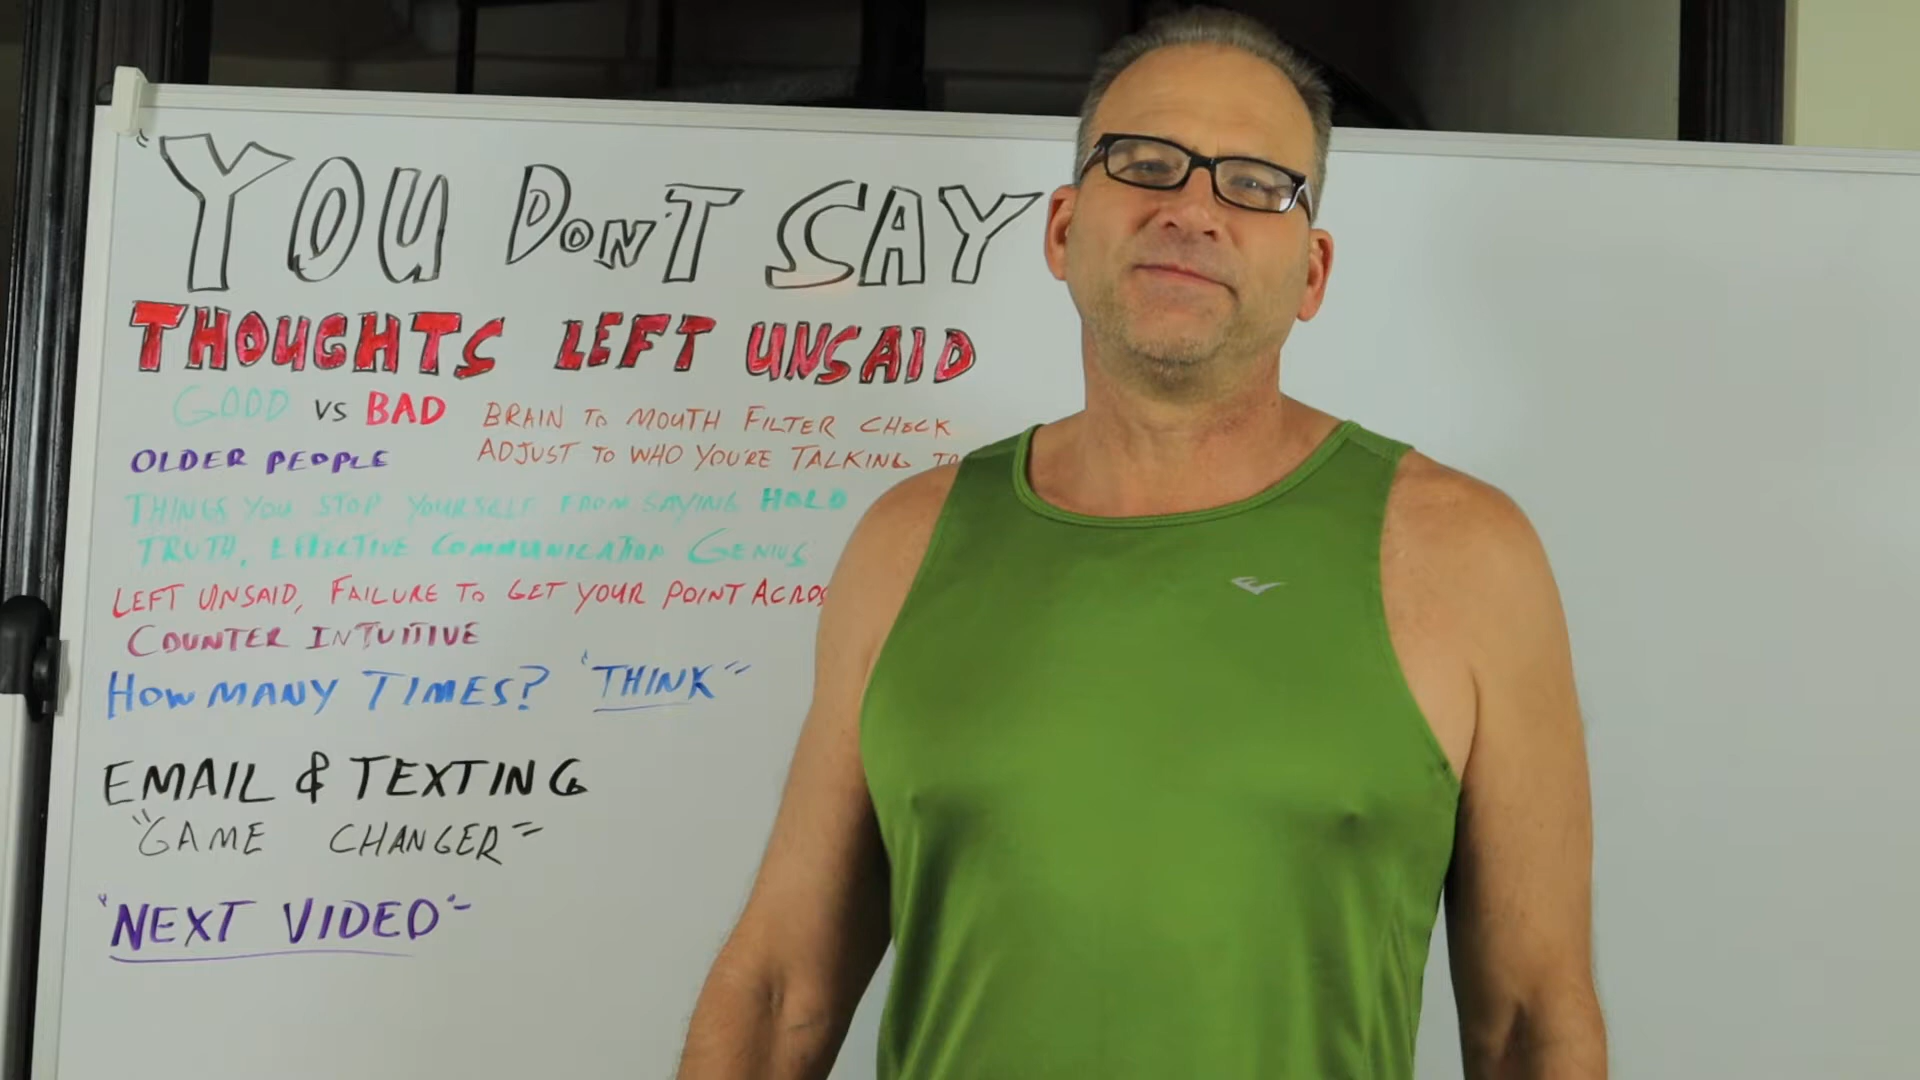 "YOU DON'T SAY
THOUGHTS LEFT UNSAID
GOOD VS BAD
BRAIN TO MOUTH FILTER CHECK
OLDER PEOPLE
ADJUST TO WHO YOU'RE TALKING TO
THINGS YOU STOP YOURSELF FROM SAYING HOLD
TRUTH, EFFECTIVE COMMUNICATION GENIUS
LEFT UNSAID, FAILURE TO GET YOUR POINT ACROS
COUNTER INTUITIVE
HOW MANY TIMES? "THINK"
EMAIL & TEXTING
"GAME CHANGER"
"NEXT VIDEO"